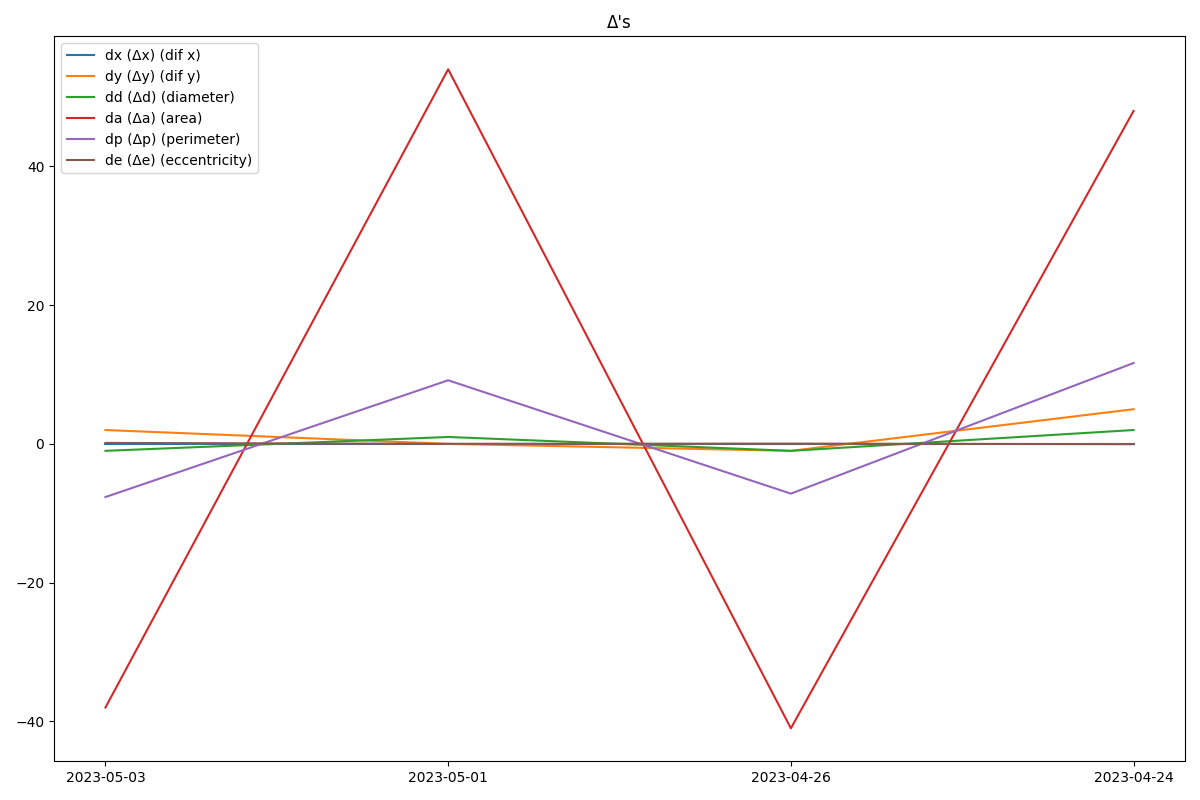 Δ's
dx (Δx) (dif x)
dy (Δy) (dif y)
dd (Δd) (diameter)
da (Δa) (area)
dp (Δp) (perimeter)
de (Δe) (eccentricity)
40
20
0
−20
−40
2023-05-03 2023-05-01 2023-04-26 2023-04-24